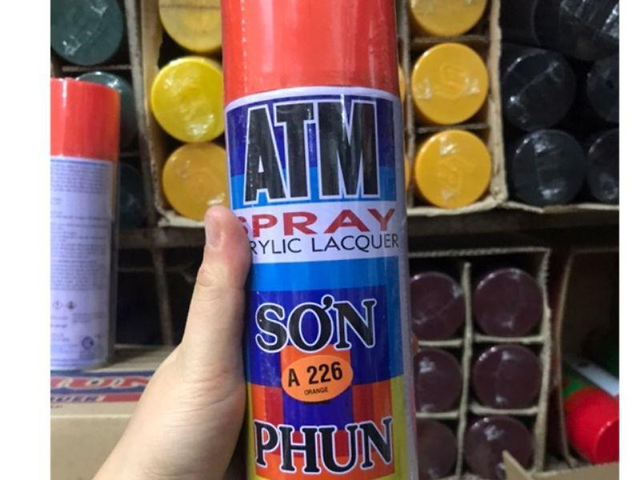 ATM
SPRAY
RYLIC LACQUER
SƠN
A 226
ORANGE
PHUN